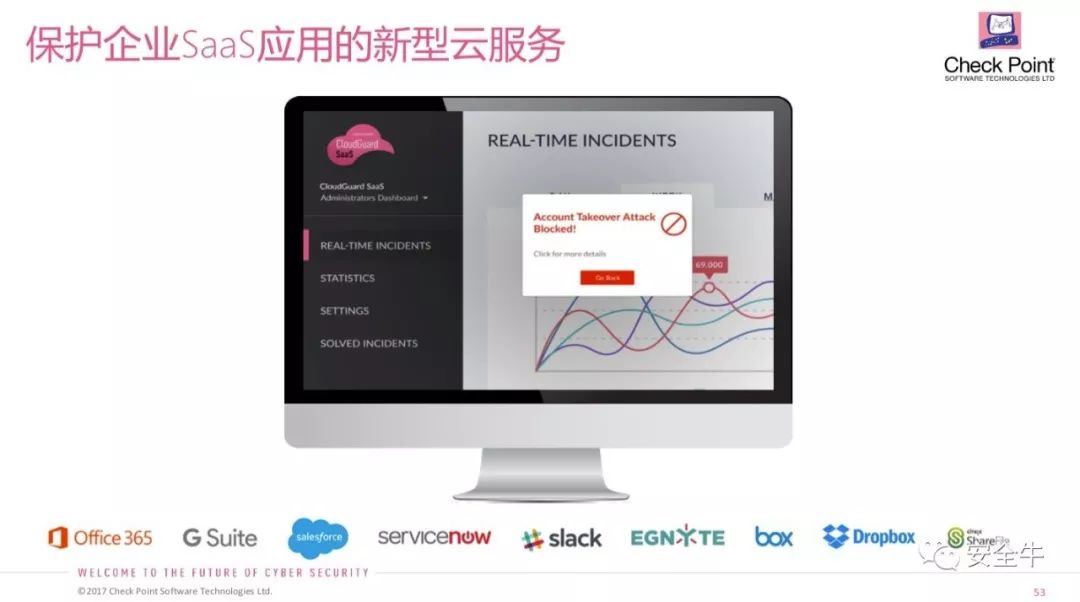 保护企业SaaS应用的新型云服务
Check Point
SOFTWARE TECHNOLOGIES LTD
CloudGuard
SaaS
CloudGuard SaaS
Administrators Dashboard
REAL-TIME INCIDENTS
STATISTICS
SETTINGS
SOLVED INCIDENTS
REAL-TIME INCIDENTS
Account Takeover Attack
Blocked!
Click for more details
Go Back
69.000
Office 365
G Suite
salesforce
servicenow
slack
EGNYTE
box
Dropbox
citrix
ShareFile
安全牛
WELCOME TO THE FUTURE OF CYBER SECURITY
©2017 Check Point Software Technologies Ltd.
53